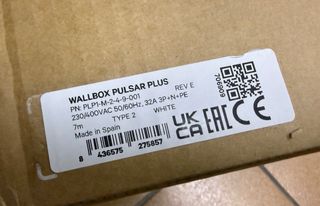 WALLBOX PULSAR PLUS
PN: PLP1-M-2-4-9-001 REV E
230/400VAC 50/60Hz, 32A 3P+N+PE
7m TYPE 2 WHITE
Made in Spain
8 436575 275857
706909
UK CA EAC CE